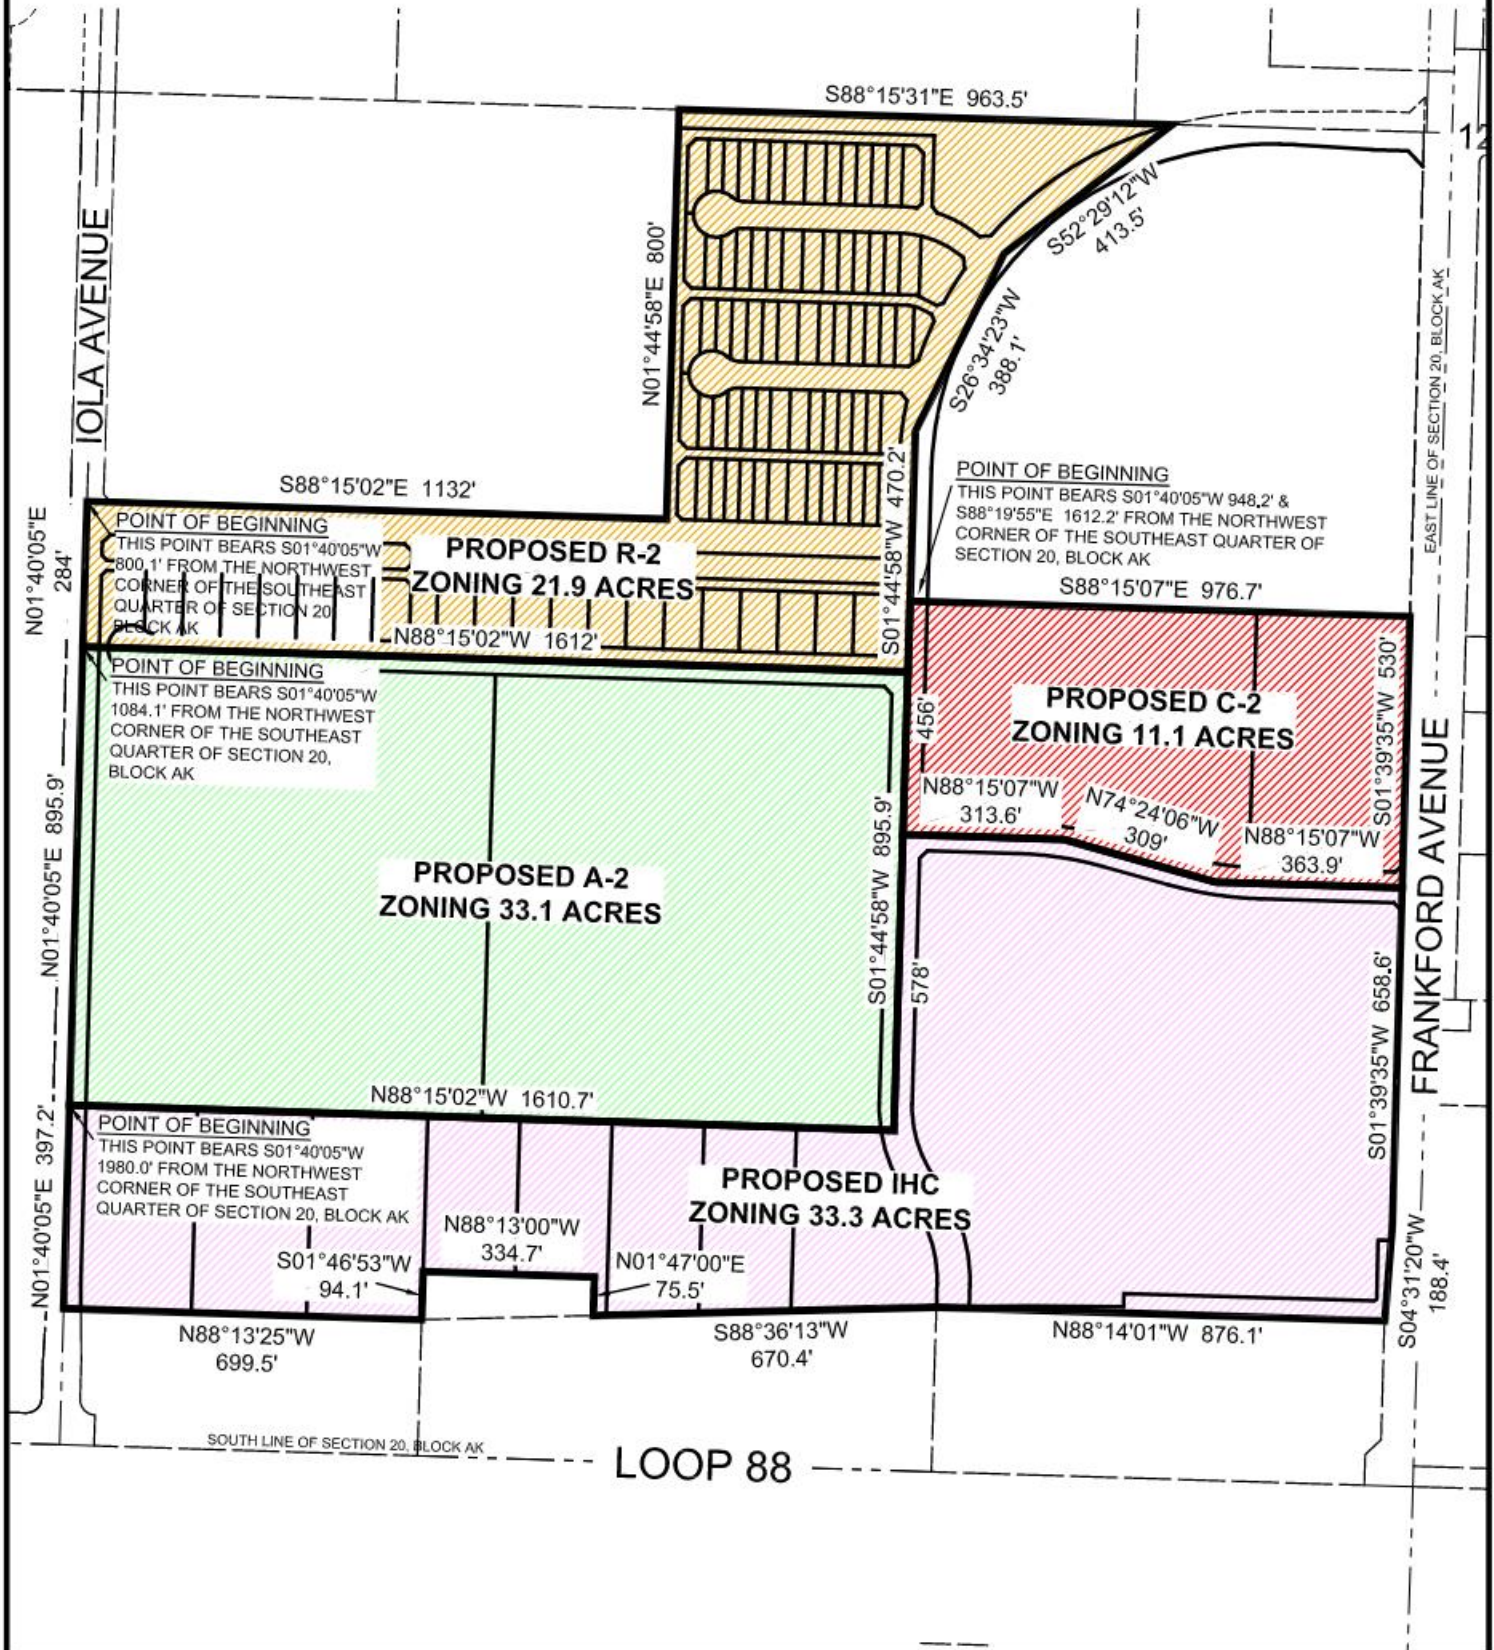 S88°15'31"E 963.5'
12
S52°29'12"W
413.5'
IOLA AVENUE
N01°44'58"E 800'
S26°34'23"W
388.1'
EAST LINE OF SECTION 20, BLOCK AK
S88°15'02"E 1132'
POINT OF BEGINNING
THIS POINT BEARS S01°40'05"W 948.2' &
S88°19'55"E 1612.2' FROM THE NORTHWEST
CORNER OF THE SOUTHEAST QUARTER OF
SECTION 20, BLOCK AK
N01°40'05"E
284'
POINT OF BEGINNING
THIS POINT BEARS S01°40'05"W
800.1' FROM THE NORTHWEST
CORNER OF THE SOUTHEAST
QUARTER OF SECTION 20
BLOCK AK
PROPOSED R-2
ZONING 21.9 ACRES
S01°44'58"W 470.2'
S88°15'07"E 976.7'
N88°15'02"W 1612'
POINT OF BEGINNING
THIS POINT BEARS S01°40'05"W
1084.1' FROM THE NORTHWEST
CORNER OF THE SOUTHEAST
QUARTER OF SECTION 20,
BLOCK AK
456'
PROPOSED C-2
ZONING 11.1 ACRES
S01°39'35"W 530'
N88°15'07"W
313.6'
N74°24'06"W
309'
N88°15'07"W
363.9'
FRANKFORD AVENUE
N01°40'05"E 895.9'
PROPOSED A-2
ZONING 33.1 ACRES
S01°44'58"W 895.9'
578'
S01°39'35"W 658.6'
N88°15'02"W 1610.7'
N01°40'05"E 397.2'
POINT OF BEGINNING
THIS POINT BEARS S01°40'05"W
1980.0' FROM THE NORTHWEST
CORNER OF THE SOUTHEAST
QUARTER OF SECTION 20, BLOCK AK
PROPOSED IHC
ZONING 33.3 ACRES
N88°13'00"W
334.7'
S01°46'53"W
94.1'
N01°47'00"E
75.5'
S04°31'20"W
188.4'
N88°13'25"W
699.5'
S88°36'13"W
670.4'
N88°14'01"W 876.1'
SOUTH LINE OF SECTION 20, BLOCK AK
LOOP 88